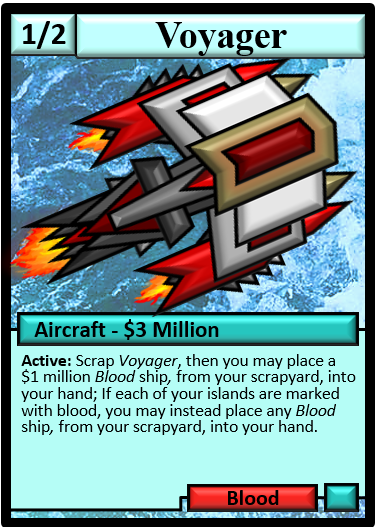 1/2 Voyager
Aircraft - $3 Million
Active: Scrap Voyager, then you may place a
$1 million Blood ship, from your scrapyard, into
your hand; If each of your islands are marked
with blood, you may instead place any Blood
ship, from your scrapyard, into your hand.
Blood